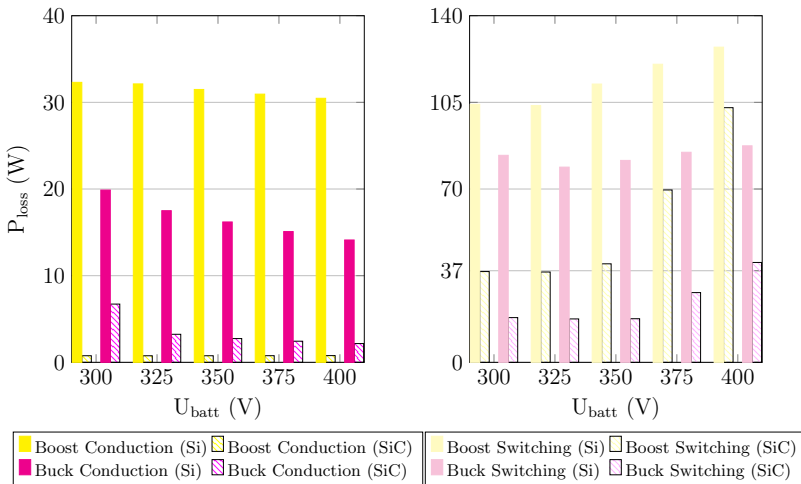 40
30
20
10
0
P_loss (W)
300 325 350 375 400
U_batt (V)
140
105
70
37
0
300 325 350 375 400
U_batt (V)
Boost Conduction (Si) Boost Conduction (SiC)
Buck Conduction (Si) Buck Conduction (SiC)
Boost Switching (Si) Boost Switching (SiC)
Buck Switching (Si) Buck Switching (SiC)